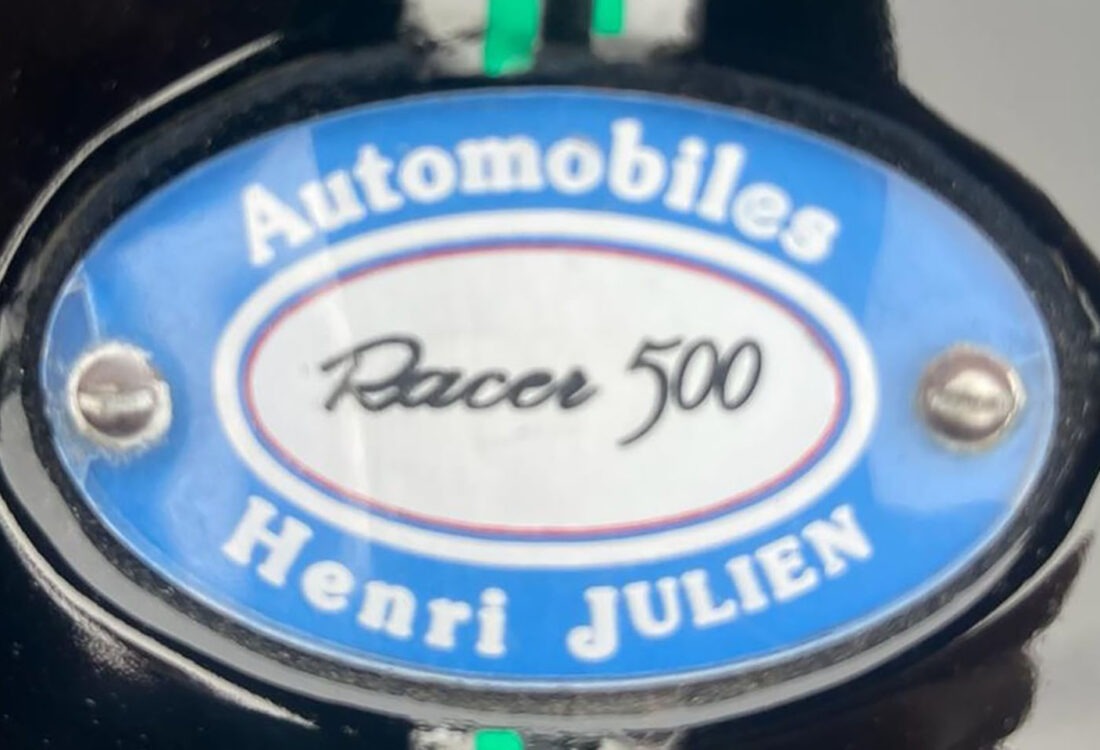 Automobiles
Racer 500
Henri JULIEN